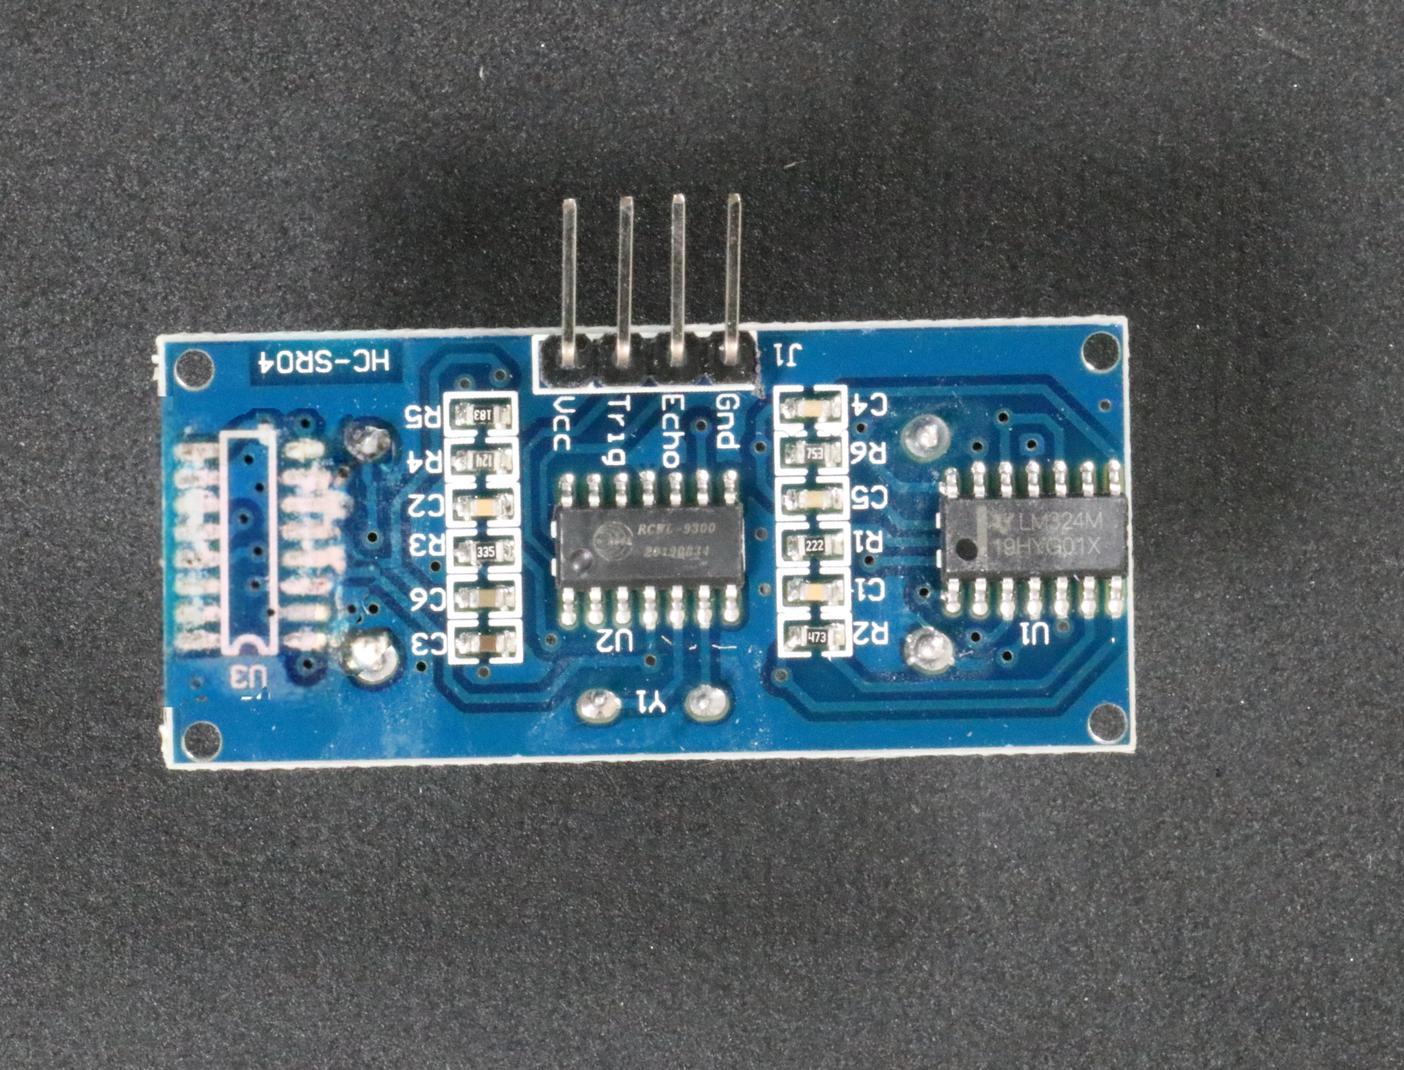 HC-SR04
J1
Vcc
Trig
Echo
Gnd
R5
183
R4
124
C2
R3
335
C6
C3
C4
R6
753
C5
R1
222
C1
R2
473
RCWL-9300
U2
LM324M
19HYG01X
U1
U3
Y1